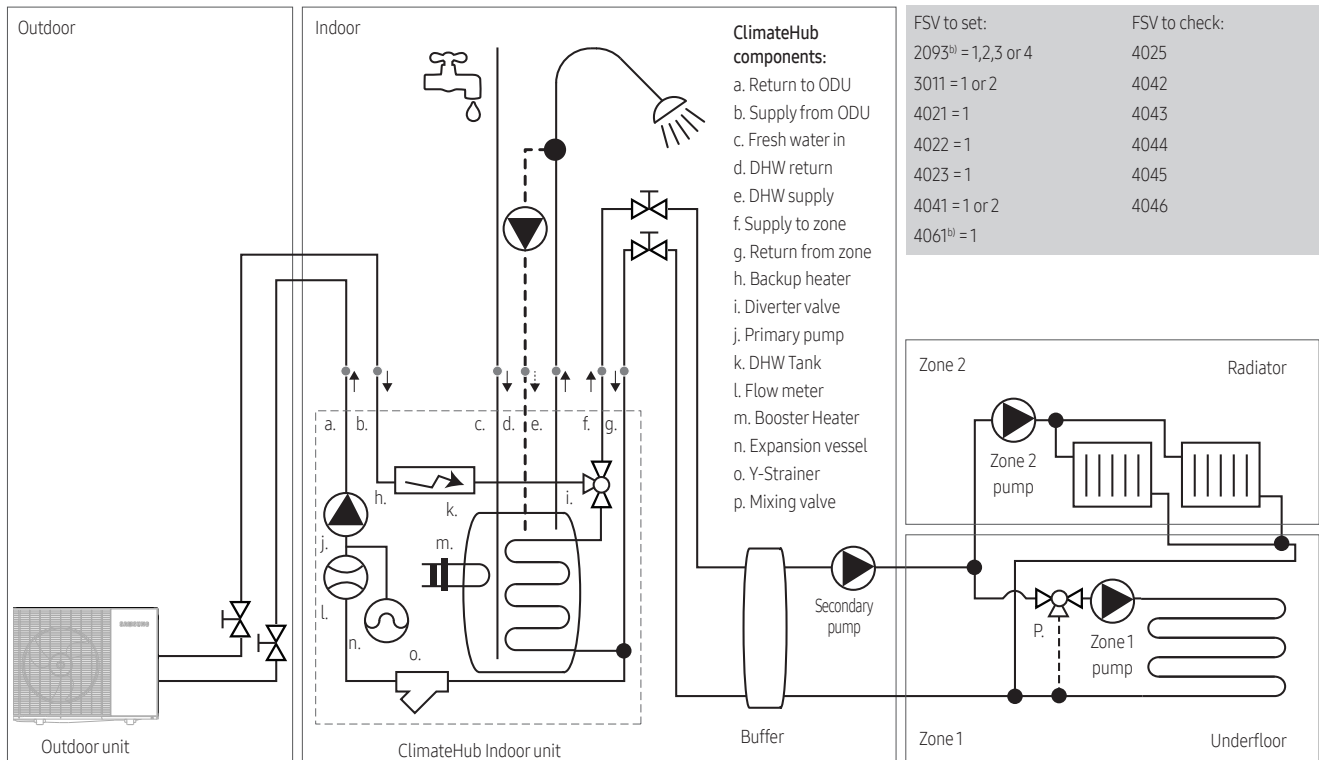 Outdoor
Indoor
ClimateHub
components:
a. Return to ODU
b. Supply from ODU
c. Fresh water in
d. DHW return
e. DHW supply
f. Supply to zone
g. Return from zone
h. Backup heater
i. Diverter valve
j. Primary pump
k. DHW Tank
l. Flow meter
m. Booster Heater
n. Expansion vessel
o. Y-Strainer
p. Mixing valve
FSV to set:
2093ᵇ⁾ = 1,2,3 or 4
3011 = 1 or 2
4021 = 1
4022 = 1
4023 = 1
4041 = 1 or 2
4061ᵇ⁾ = 1
FSV to check:
4025
4042
4043
4044
4045
4046
a. b. c. d. e. f. g.
h.
i.
k.
j.
m.
l.
n.
o.
SAMSUNG
Outdoor unit
ClimateHub Indoor unit
Buffer
Secondary
pump
Zone 2
Radiator
Zone 2
pump
P.
Zone 1
pump
Zone 1
Underfloor